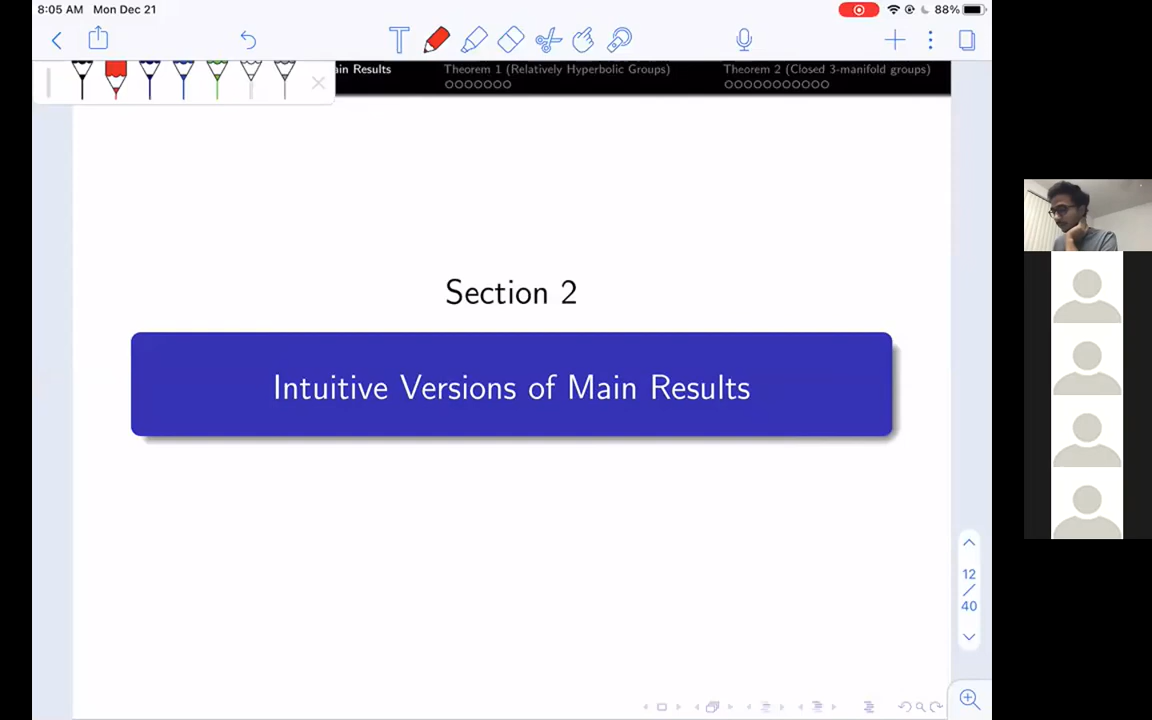 8:05 AM Mon Dec 21
88%
T
ain Results
Theorem 1 (Relatively Hyperbolic Groups)
Theorem 2 (Closed 3-manifold groups)
Section 2
Intuitive Versions of Main Results
12
/
40